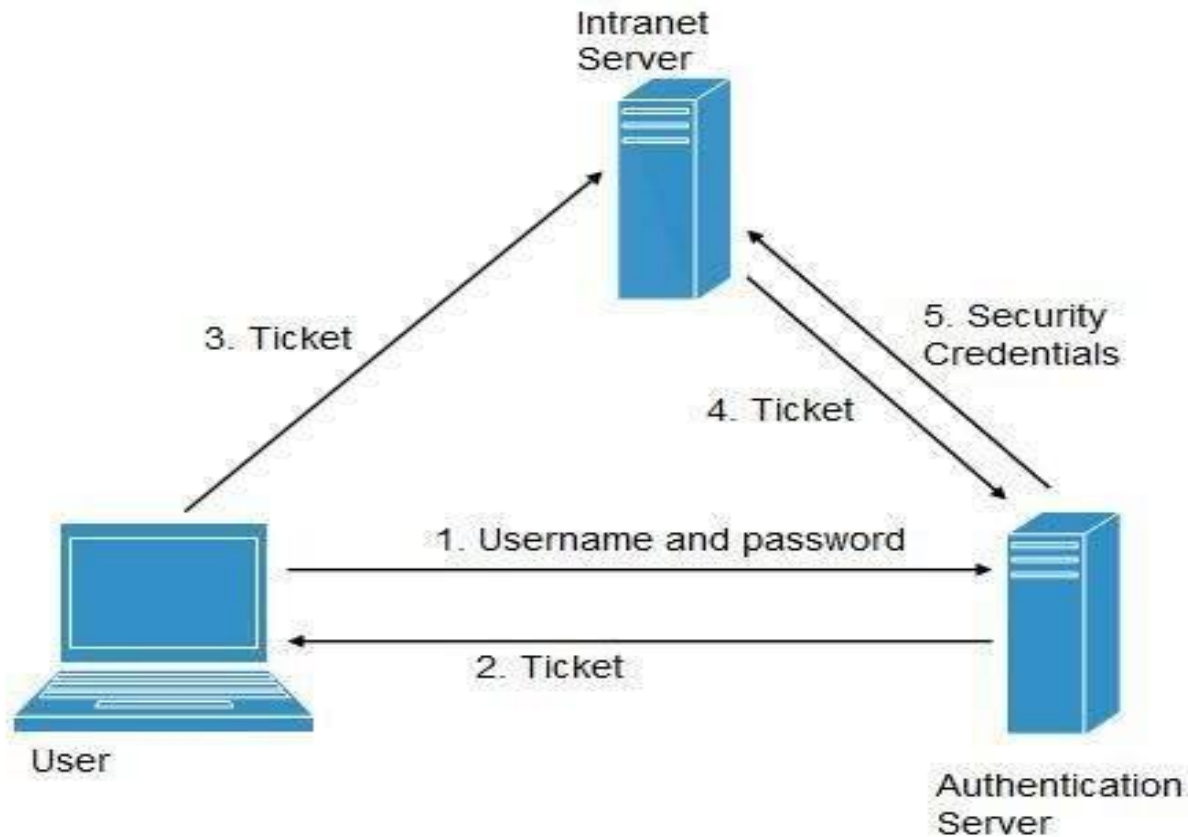 Intranet
Server
3. Ticket
5. Security
Credentials
4. Ticket
1. Username and password
2. Ticket
User
Authentication
Server